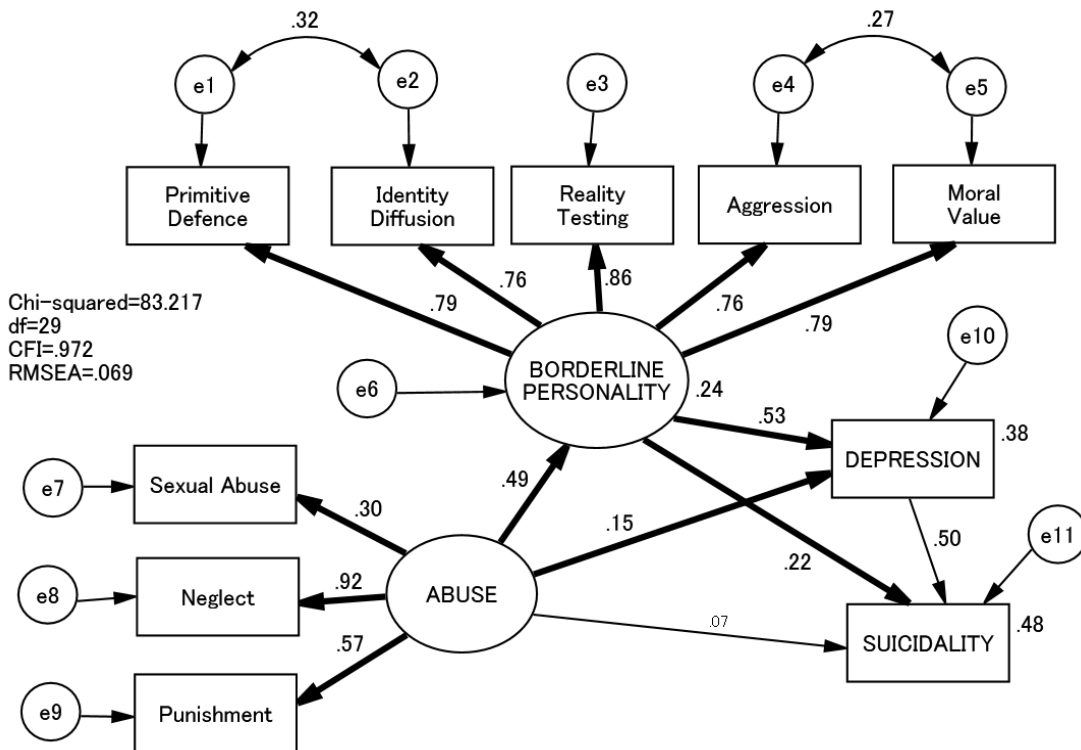 .32
.27
e1
e2
e3
e4
e5
Primitive
Defence
Identity
Diffusion
Reality
Testing
Aggression
Moral
Value
.79
.76
.86
.76
.79
Chi-squared=83.217
df=29
CFI=.972
RMSEA=.069
e6
BORDERLINE
PERSONALITY
.24
e10
.53
DEPRESSION
.38
e7
Sexual Abuse
.30
.49
.15
.22
.50
e11
e8
Neglect
.92
ABUSE
.07
SUICIDALITY
.48
e9
Punishment
.57